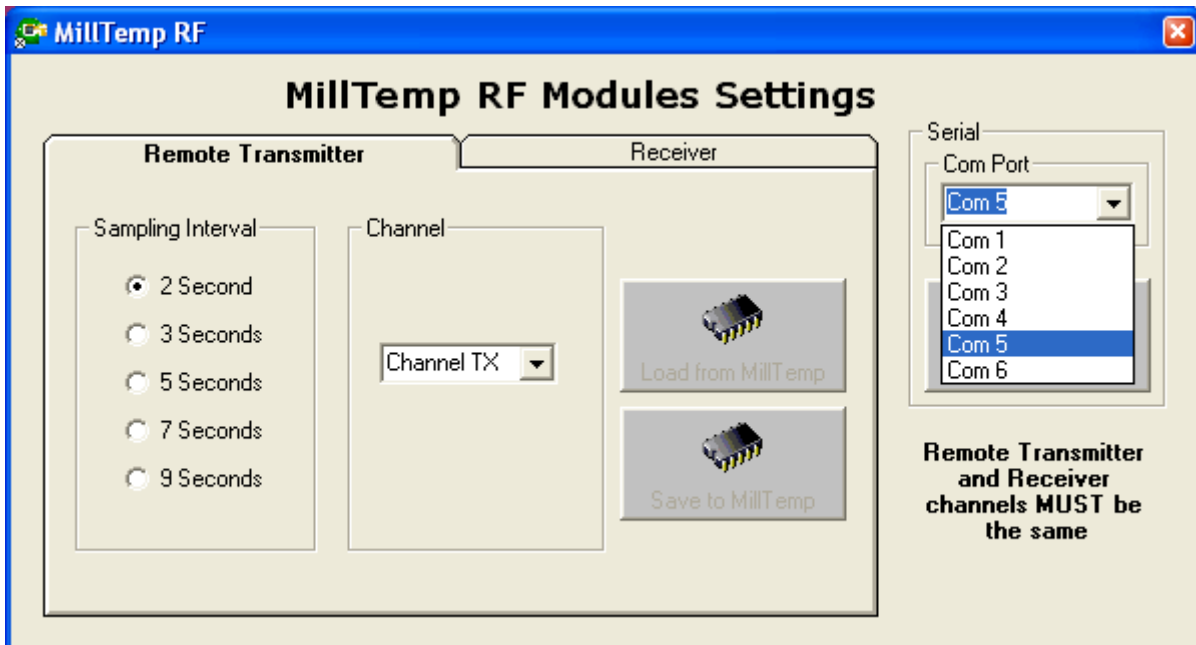 MillTemp RF
MillTemp RF Modules Settings
Remote Transmitter
Receiver
Sampling Interval
2 Second
3 Seconds
5 Seconds
7 Seconds
9 Seconds
Channel
Channel TX
Load from MillTemp
Save to MillTemp
Serial
Com Port
Com 5
Com 1
Com 2
Com 3
Com 4
Com 5
Com 6
Remote Transmitter
and Receiver
channels MUST be
the same